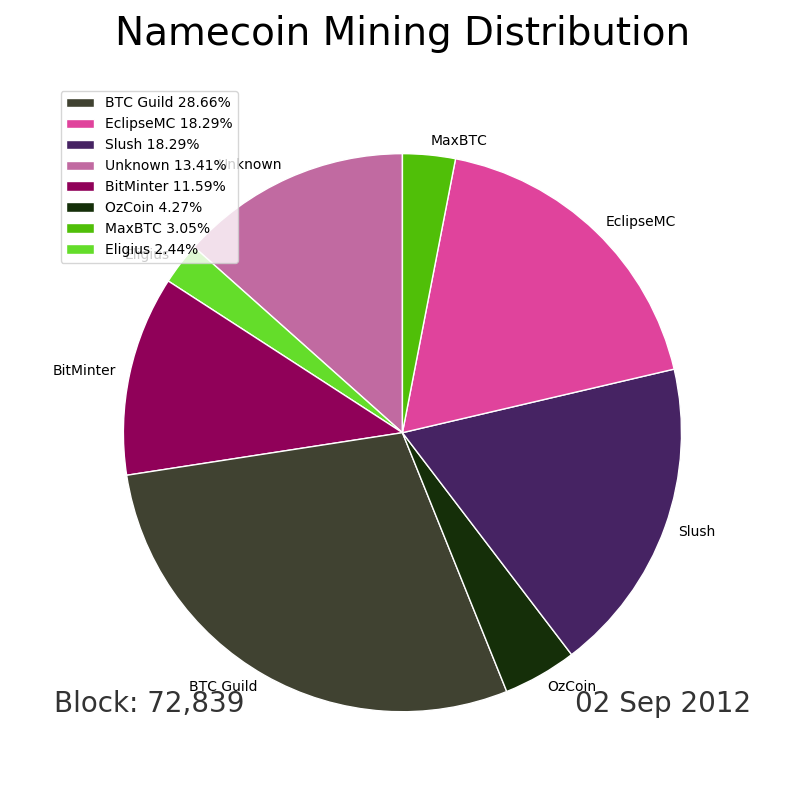 Namecoin Mining Distribution
BTC Guild 28.66%
EclipseMC 18.29%
Slush 18.29%
Unknown 13.41%
BitMinter 11.59%
OzCoin 4.27%
MaxBTC 3.05%
Eligius 2.44%
MaxBTC
Unknown
EclipseMC
Eligius
BitMinter
Slush
BTC Guild
OzCoin
Block: 72,839
02 Sep 2012